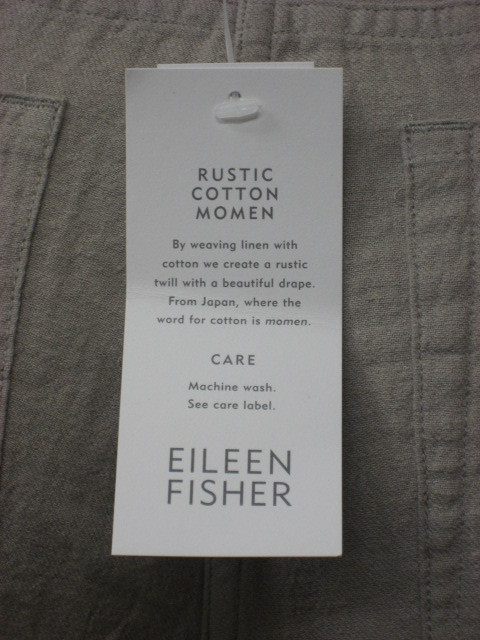 RUSTIC
COTTON
MOMEN
By weaving linen with
cotton we create a rustic
twill with a beautiful drape.
From Japan, where the
word for cotton is momen.
CARE
Machine wash.
See care label.
EILEEN
FISHER